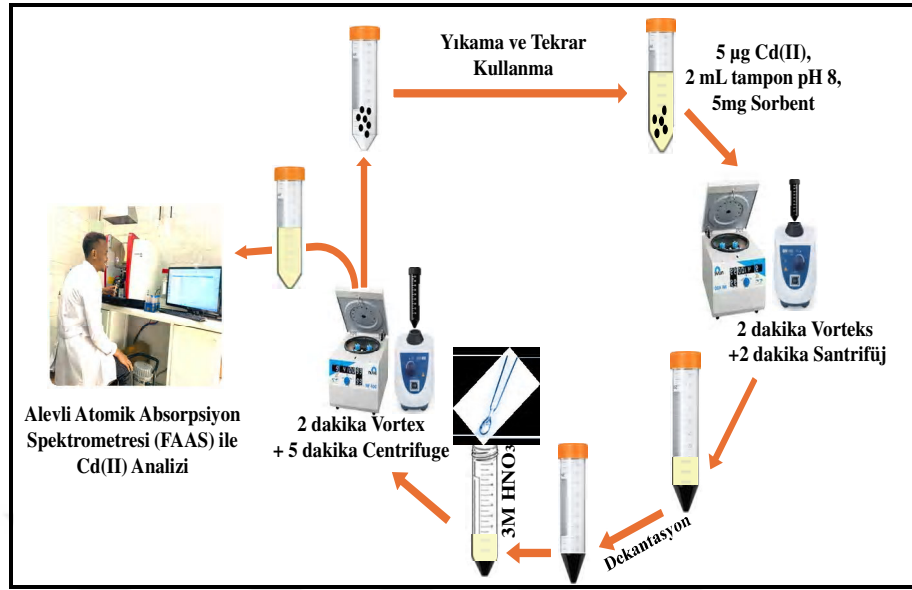 Yıkama ve Tekrar
Kullanma
5 µg Cd(II),
2 mL tampon pH 8,
5mg Sorbent
2 dakika Vorteks
+2 dakika Santrifüj
Dekantasyon
3M HNO3
2 dakika Vortex
+ 5 dakika Centrifuge
Alevli Atomik Absorpsiyon
Spektrometresi (FAAS) ile
Cd(II) Analizi